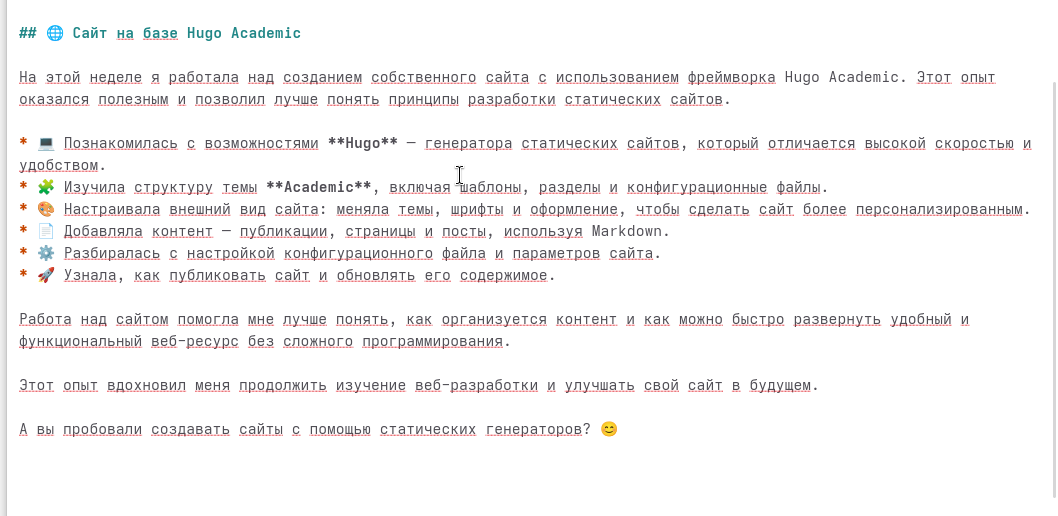 ## 🌐 Сайт на базе Hugo Academic
На этой неделе я работала над созданием собственного сайта с использованием фреймворка Hugo Academic. Этот опыт
оказался полезным и позволил лучше понять принципы разработки статических сайтов.
* 💻 Познакомилась с возможностями **Hugo** — генератора статических сайтов, который отличается высокой скоростью и
удобством.
* 🧩 Изучила структуру темы **Academic**, включая шаблоны, разделы и конфигурационные файлы.
* 🎨 Настраивала внешний вид сайта: меняла темы, шрифты и оформление, чтобы сделать сайт более персонализированным.
* 📄 Добавляла контент — публикации, страницы и посты, используя Markdown.
* ⚙️ Разбиралась с настройкой конфигурационного файла и параметров сайта.
* 🚀 Узнала, как публиковать сайт и обновлять его содержимое.
Работа над сайтом помогла мне лучше понять, как организуется контент и как можно быстро развернуть удобный и
функциональный веб-ресурс без сложного программирования.
Этот опыт вдохновил меня продолжить изучение веб-разработки и улучшать свой сайт в будущем.
А вы пробовали создавать сайты с помощью статических генераторов? 😊